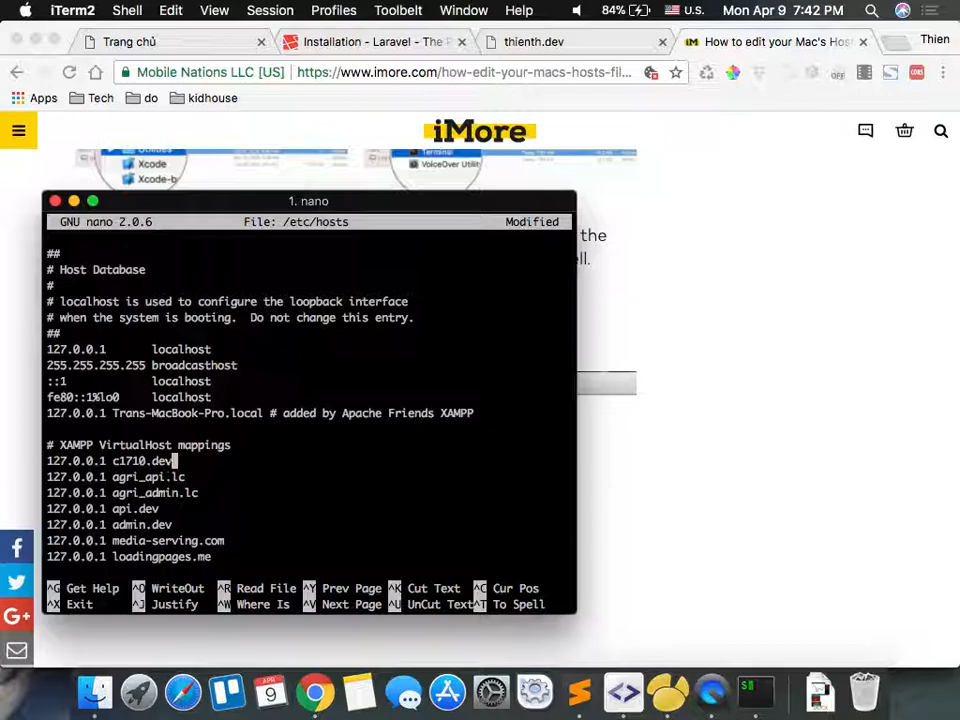 iTerm2 Shell Edit View Session Profiles Toolbelt Window Help 84% U.S. Mon Apr 9 7:42 PM
Trang chủ Installation - Laravel - The P thienth.dev How to edit your Mac's Host Thien
Mobile Nations LLC [US] https://www.imore.com/how-edit-your-macs-hosts-fil...
Apps Tech do kidhouse
iMore
Utilities
Terminal
Xcode
VoiceOver Utilit
Xcode-b
1. nano
GNU nano 2.0.6 File: /etc/hosts Modified
the
ell.
##
# Host Database
#
# localhost is used to configure the loopback interface
# when the system is booting. Do not change this entry.
##
127.0.0.1 localhost
255.255.255.255 broadcasthost
::1 localhost
fe80::1%lo0 localhost
127.0.0.1 Trans-MacBook-Pro.local # added by Apache Friends XAMPP
# XAMPP VirtualHost mappings
127.0.0.1 c1710.dev
127.0.0.1 agri_api.lc
127.0.0.1 agri_admin.lc
127.0.0.1 api.dev
127.0.0.1 admin.dev
127.0.0.1 media-serving.com
127.0.0.1 loadingpages.me
^G Get Help ^O WriteOut ^R Read File ^Y Prev Page ^K Cut Text ^C Cur Pos
^X Exit ^J Justify ^W Where Is ^V Next Page ^U UnCut Text ^T To Spell